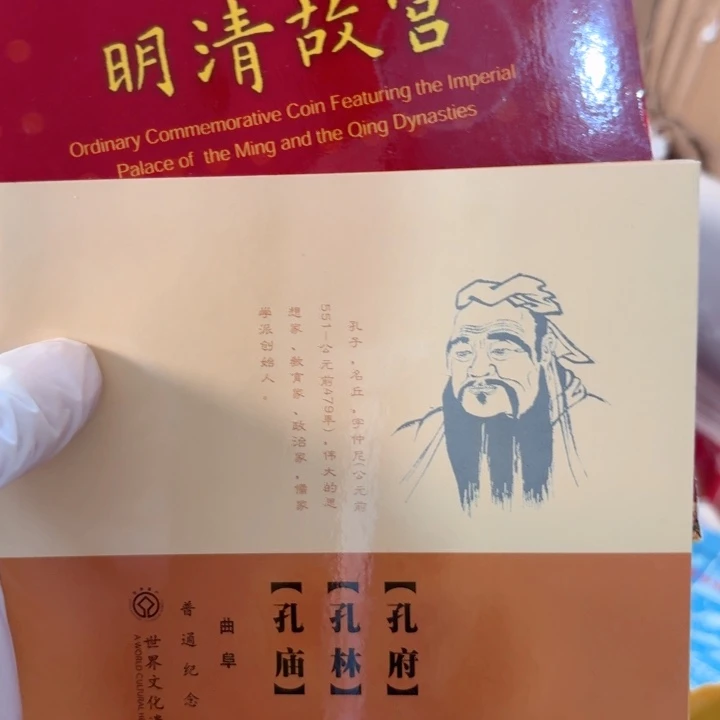 明清故宫
Ordinary Commemorative Coin Featuring the Imperial
Palace of the Ming and the Qing Dynasties
孔子，名丘，字仲尼(公元前
551—公元前479年)，伟大的思
想家、教育家、政治家，儒家
学派创始人。
【孔府】
【孔林】
【孔庙】
曲阜
普通纪念
世界文化遗
A WORLD CULTURAL